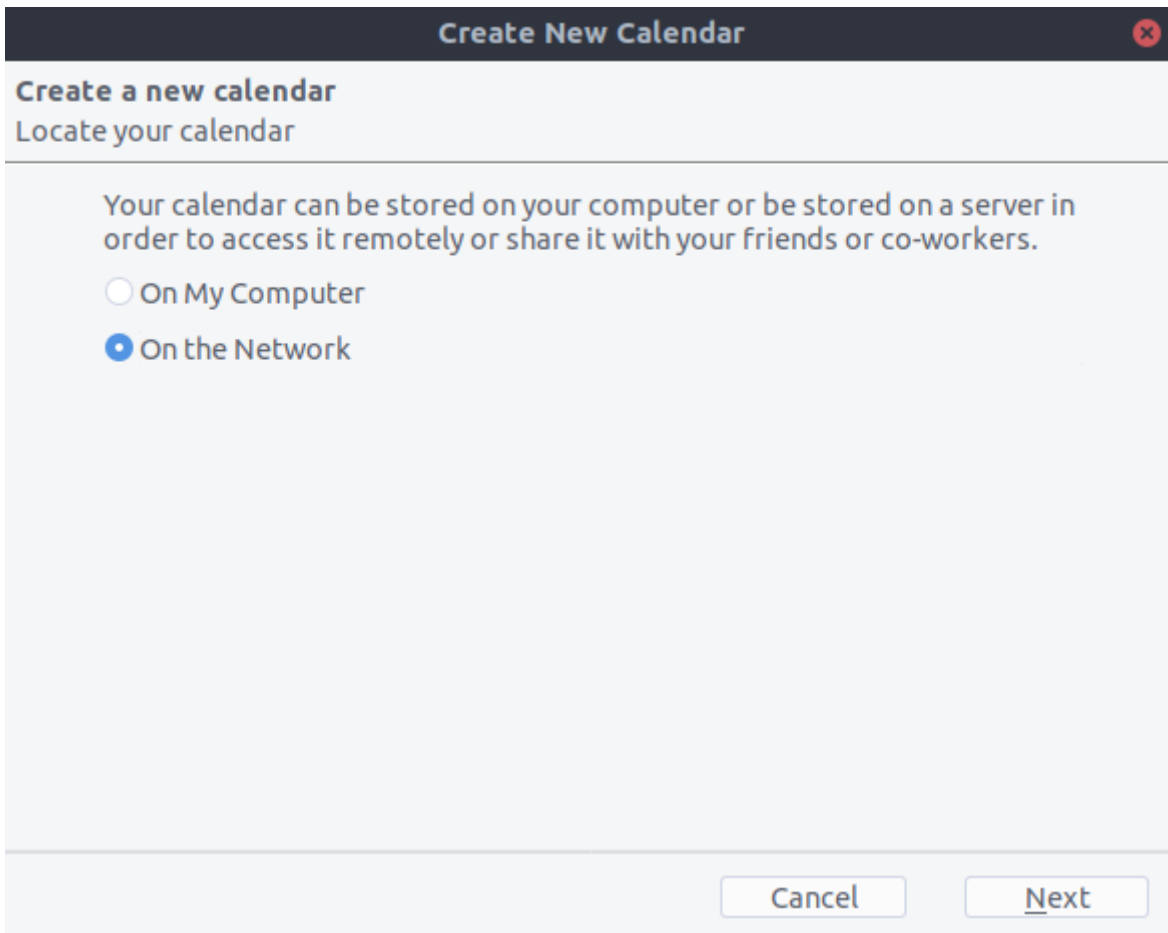 Create New Calendar
Create a new calendar
Locate your calendar
Your calendar can be stored on your computer or be stored on a server in
order to access it remotely or share it with your friends or co-workers.
On My Computer
On the Network
Cancel
Next